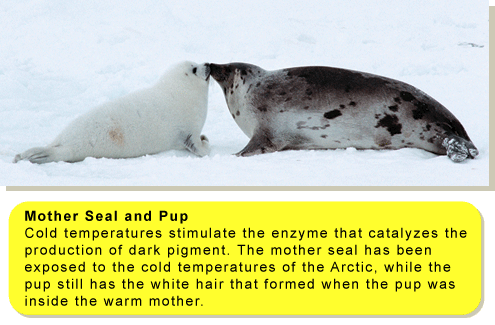 Mother Seal and Pup
Cold temperatures stimulate the enzyme that catalyzes the
production of dark pigment. The mother seal has been
exposed to the cold temperatures of the Arctic, while the
pup still has the white hair that formed when the pup was
inside the warm mother.